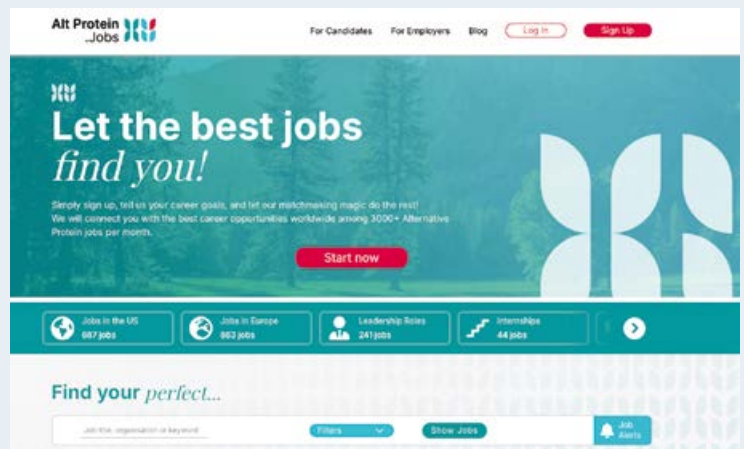 Alt Protein
.Jobs
For Candidates For Employers Blog Log In Sign Up
Let the best jobs
find you!
Simply sign up, tell us your career goals, and let our matchmaking magic do the rest!
We will connect you with the best career opportunities worldwide among 3000+ Alternative
Protein jobs per month.
Start now
Jobs in the US
687 jobs
Jobs in Europe
863 jobs
Leadership Roles
241 jobs
Internships
44 jobs
Find your perfect...
Job title, organisation or keyword
Filters
Show Jobs
Job
Alerts